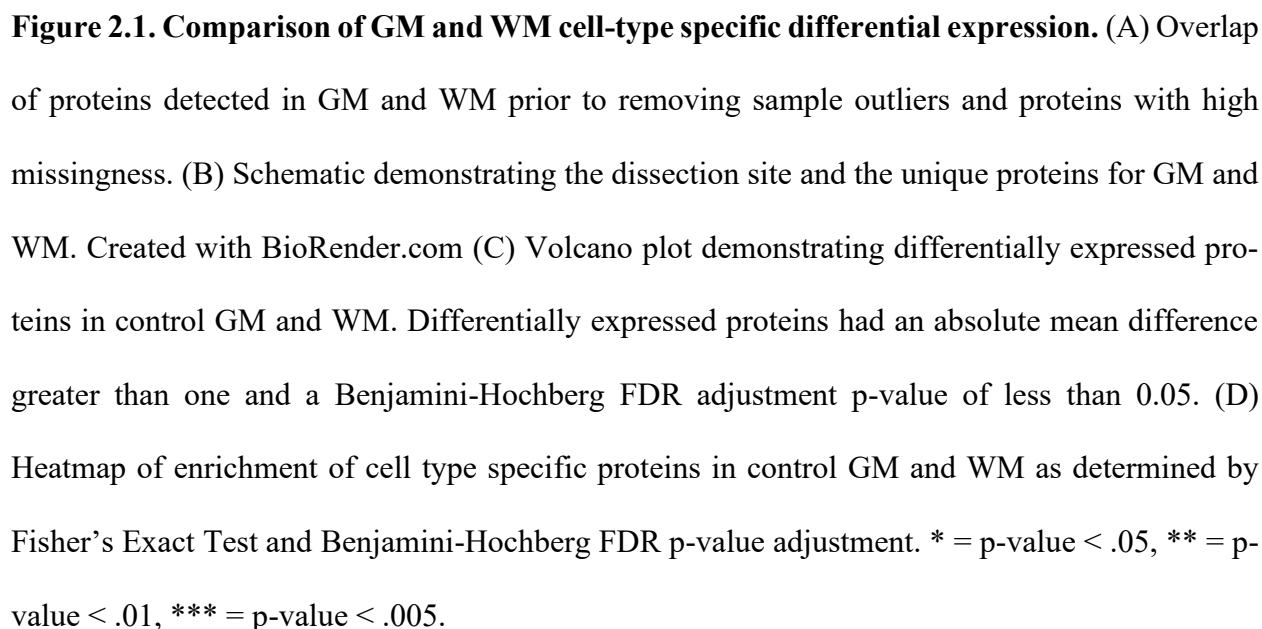 Figure 2.1. Comparison of GM and WM cell-type specific differential expression. (A) Overlap
of proteins detected in GM and WM prior to removing sample outliers and proteins with high
missingness. (B) Schematic demonstrating the dissection site and the unique proteins for GM and
WM. Created with BioRender.com (C) Volcano plot demonstrating differentially expressed pro-
teins in control GM and WM. Differentially expressed proteins had an absolute mean difference
greater than one and a Benjamini-Hochberg FDR adjustment p-value of less than 0.05. (D)
Heatmap of enrichment of cell type specific proteins in control GM and WM as determined by
Fisher’s Exact Test and Benjamini-Hochberg FDR p-value adjustment. * = p-value < .05, ** = p-
value < .01, *** = p-value < .005.